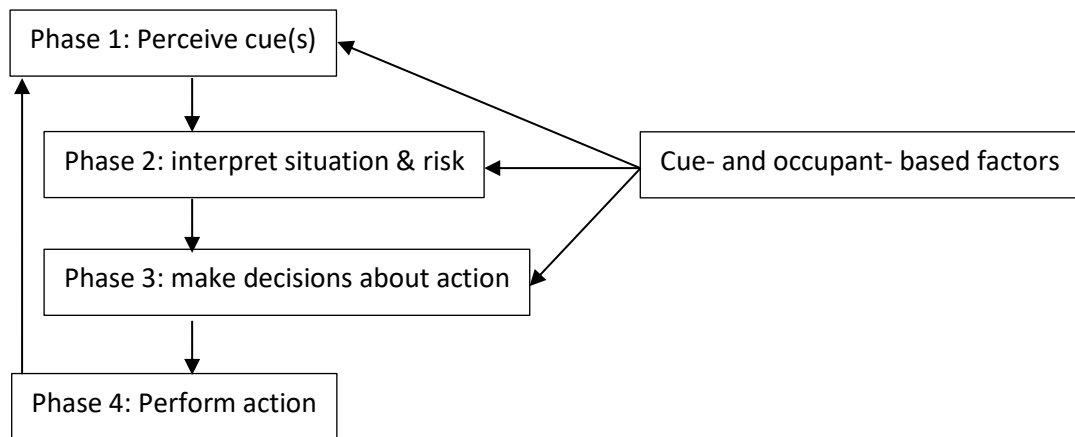 Phase 1: Perceive cue(s)
Phase 2: interpret situation & risk
Cue- and occupant- based factors
Phase 3: make decisions about action
Phase 4: Perform action